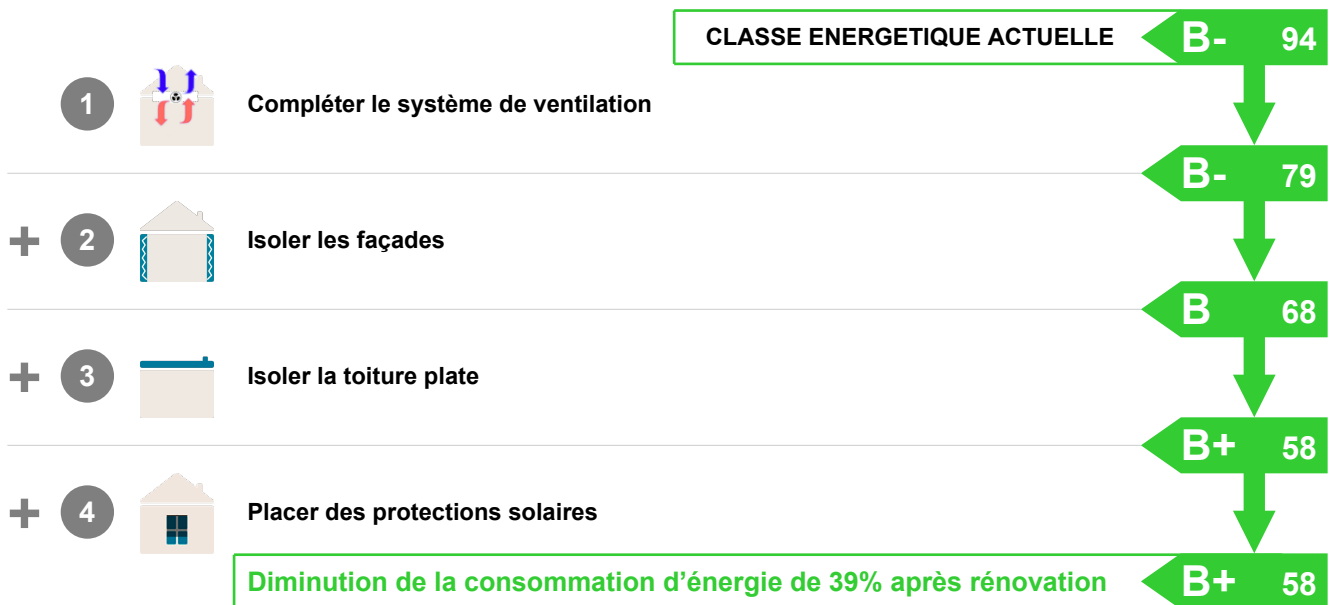 CLASSE ENERGETIQUE ACTUELLE B- 94
1 Compléter le système de ventilation
B- 79
+ 2 Isoler les façades
B 68
+ 3 Isoler la toiture plate
B+ 58
+ 4 Placer des protections solaires
Diminution de la consommation d’énergie de 39% après rénovation B+ 58